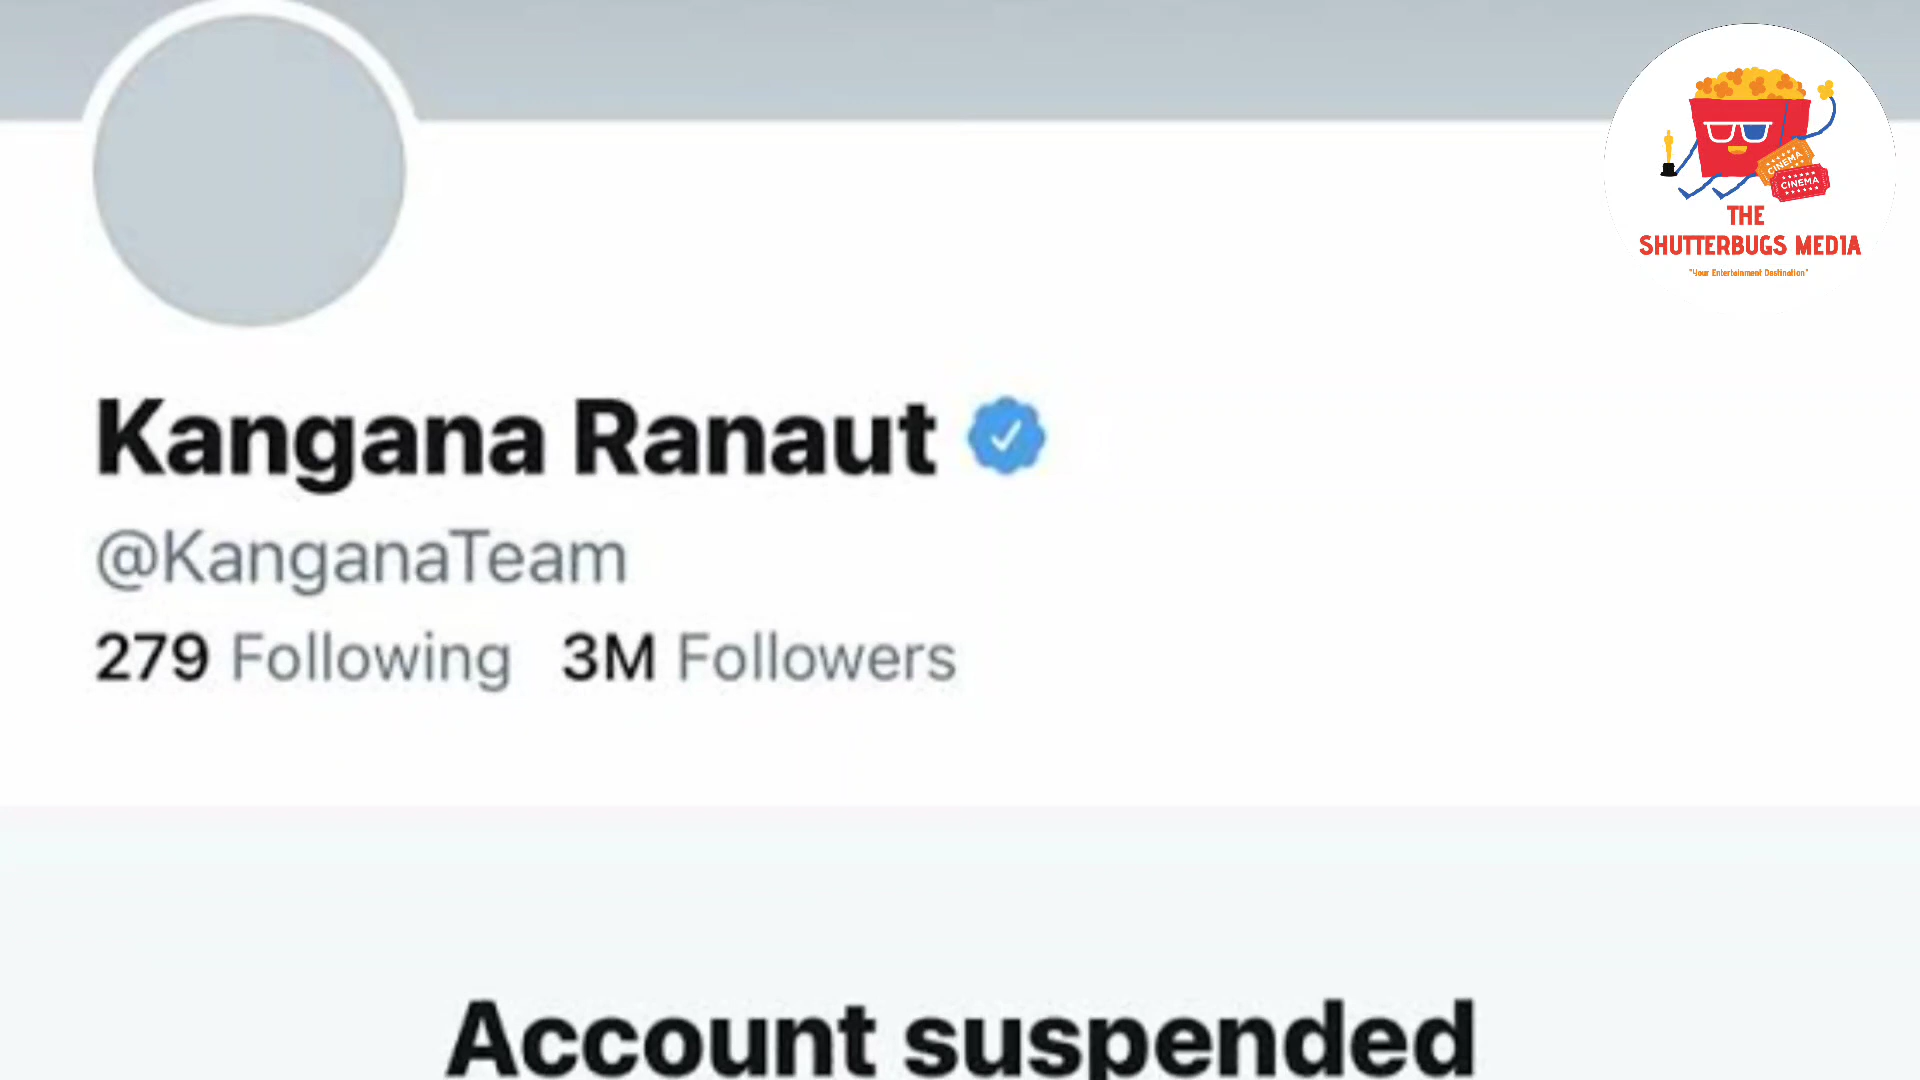 Kangana Ranaut
@KanganaTeam
279 Following 3M Followers
Account suspended
CINEMA
CINEMA
THE
SHUTTERBUGS MEDIA
"Your Entertainment Destination"